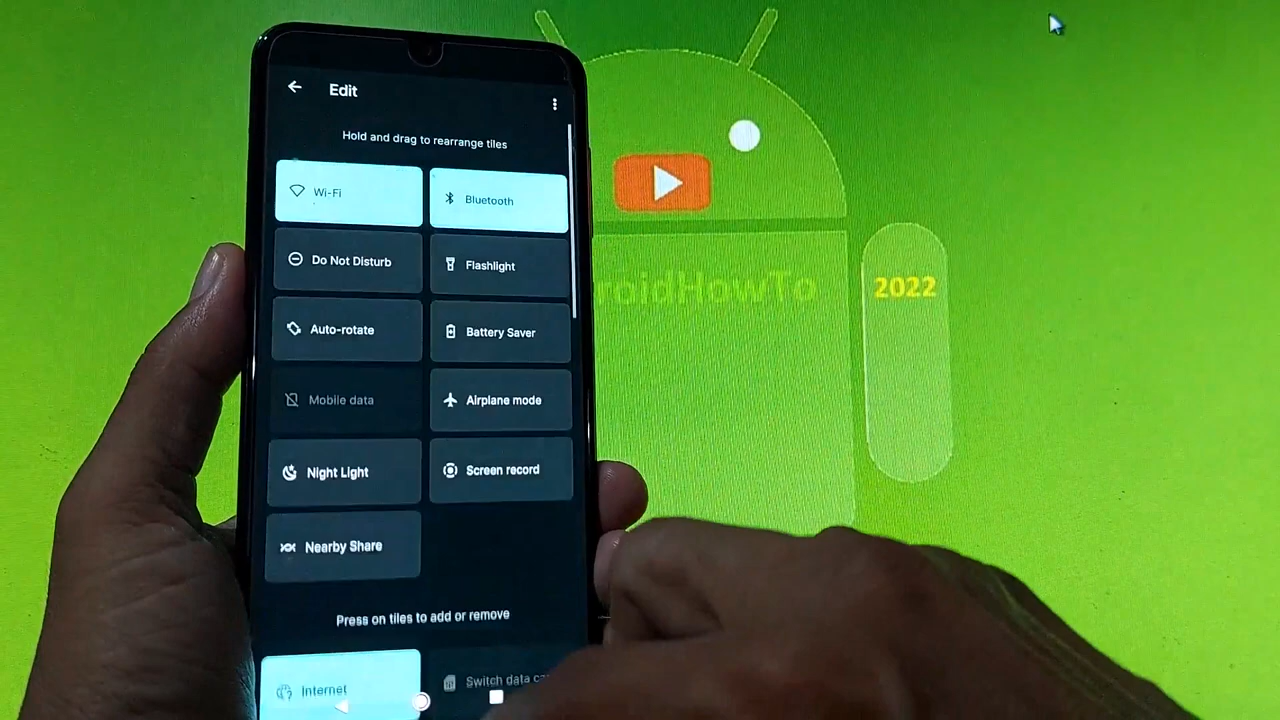 Edit
Hold and drag to rearrange tiles
Wi-Fi
Bluetooth
Do Not Disturb
Flashlight
Auto-rotate
Battery Saver
Mobile data
Airplane mode
Night Light
Screen record
Nearby Share
Press on tiles to add or remove
Internet
Switch data
roidHowTo
2022